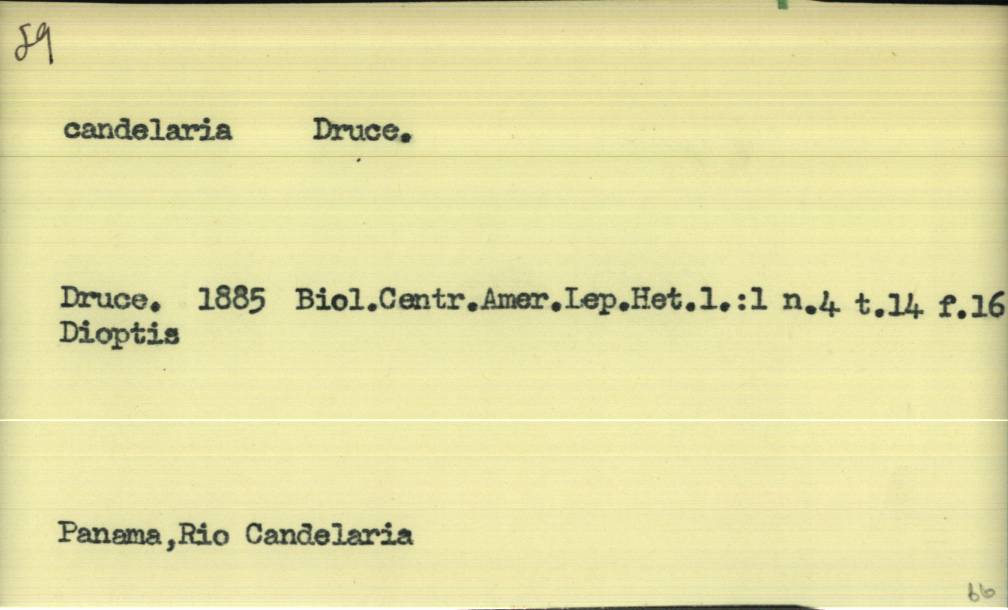 59
candelaria Druce.
Druce. 1885 Biol.Centr.Amer.Lep.Het.1.:1 n.4 t.14 f.16
Dioptis
Panama,Rio Candelaria
66